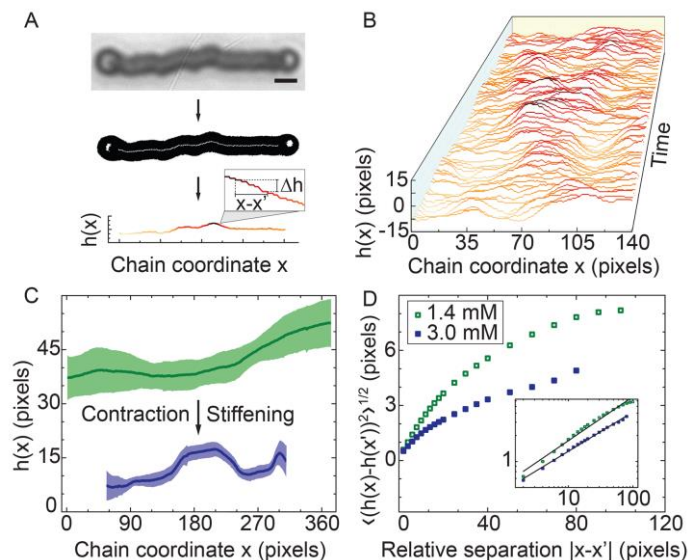 A
Δh
x-x'
h(x)
Chain coordinate x
B
Time
h(x) (pixels)
15
0
-15
0
35
70
105
140
Chain coordinate x (pixels)
C
h(x) (pixels)
45
30
15
0
Contraction
Stiffening
0
90
180
270
360
Chain coordinate x (pixels)
D
1.4 mM
3.0 mM
⟨(h(x)-h(x'))²⟩¹/² (pixels)
6
3
0
1
10
100
0
40
80
120
Relative separation |x-x'| (pixels)